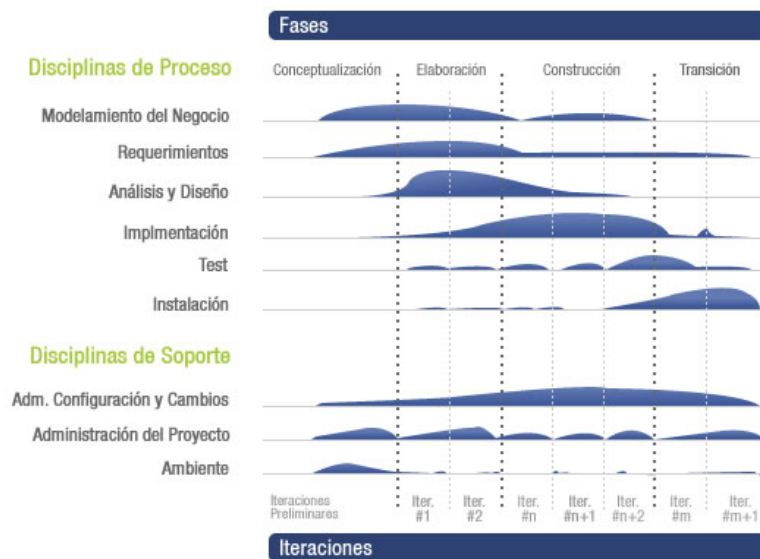 Fases
Disciplinas de Proceso
Conceptualización
Elaboración
Construcción
Transición
Modelamiento del Negocio
Requerimientos
Análisis y Diseño
Implmentación
Test
Instalación
Disciplinas de Soporte
Adm. Configuración y Cambios
Administración del Proyecto
Ambiente
Iteraciones
Preliminares
Iter.
#1
Iter.
#2
Iter.
#n
Iter.
#n+1
Iter.
#n+2
Iter.
#m
Iter.
#m+1
Iteraciones